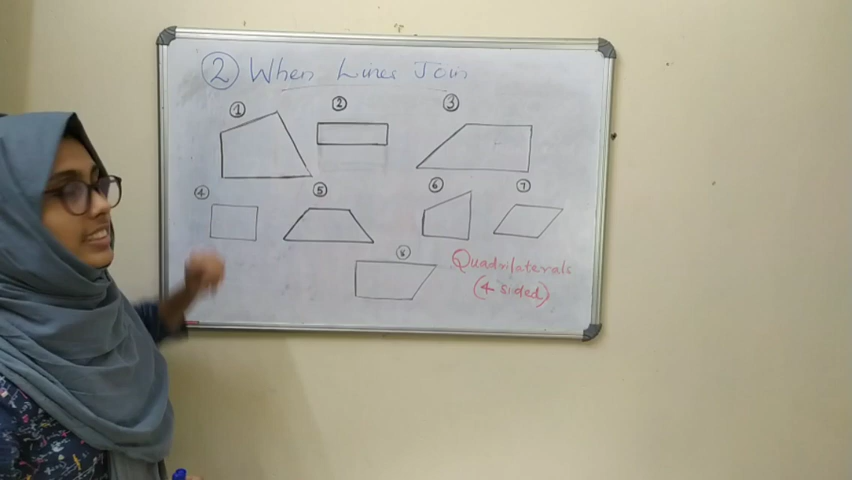 ② When Lines Join
① ② ③
④ ⑤ ⑥ ⑦
⑧
Quadrilaterals
(4 sided)